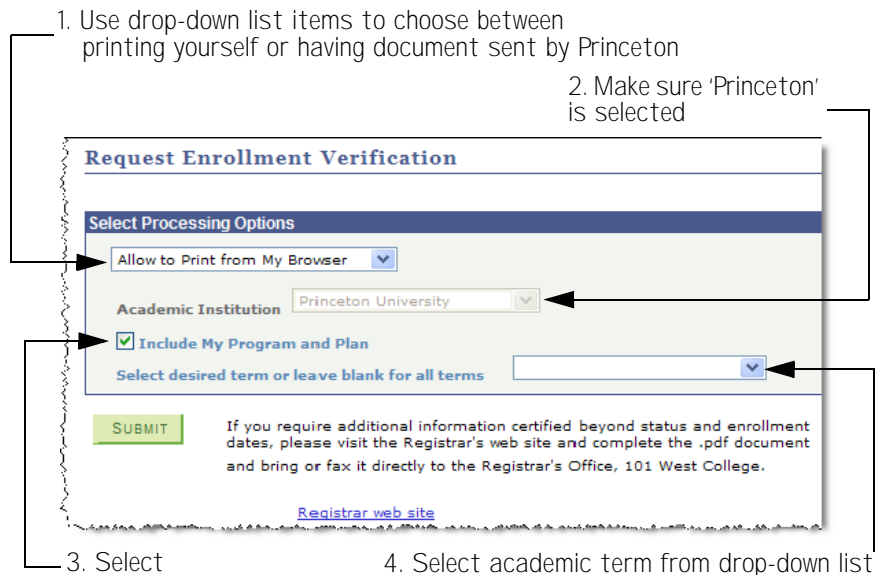 1. Use drop-down list items to choose between
printing yourself or having document sent by Princeton
2. Make sure 'Princeton'
is selected
Request Enrollment Verification
Select Processing Options
Allow to Print from My Browser
Academic Institution Princeton University
Include My Program and Plan
Select desired term or leave blank for all terms
SUBMIT
If you require additional information certified beyond status and enrollment
dates, please visit the Registrar's web site and complete the .pdf document
and bring or fax it directly to the Registrar's Office, 101 West College.
Registrar web site
3. Select
4. Select academic term from drop-down list